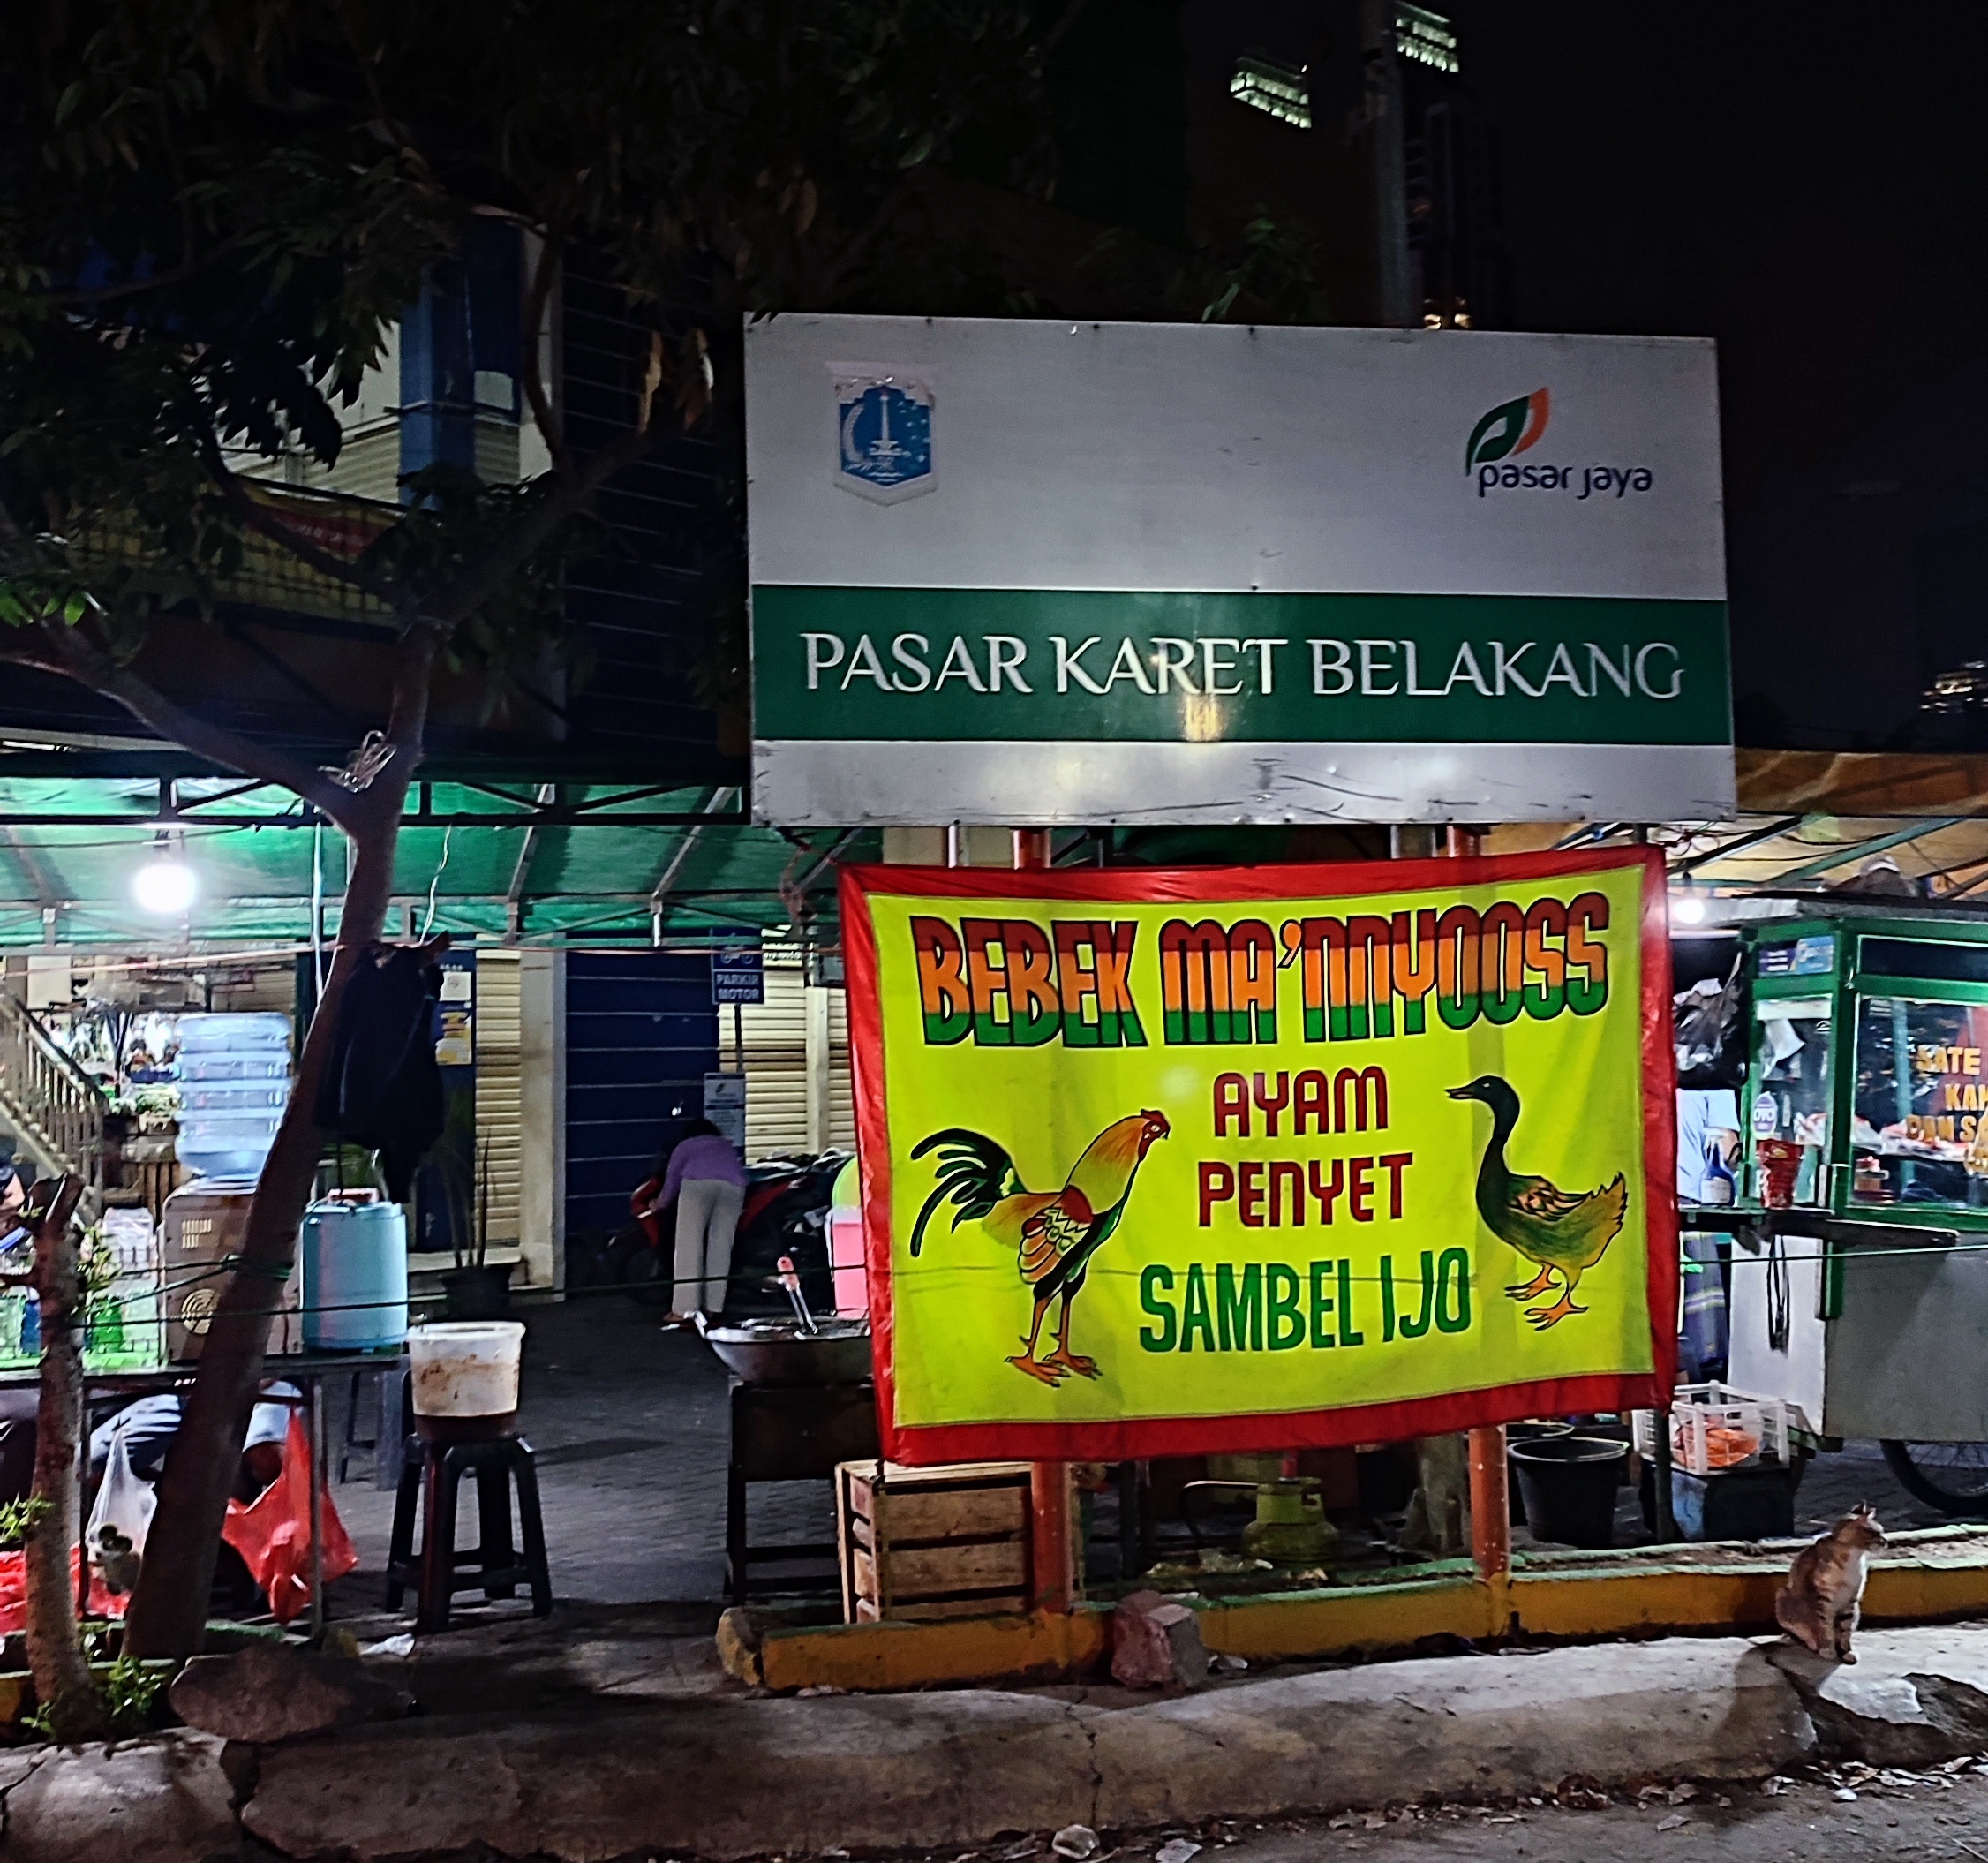 pasar jaya
PASAR KARET BELAKANG
BEBEK MA'NNYOOSS
AYAM
PENYET
SAMBEL IJO
PARKIR
MOTOR
SATE